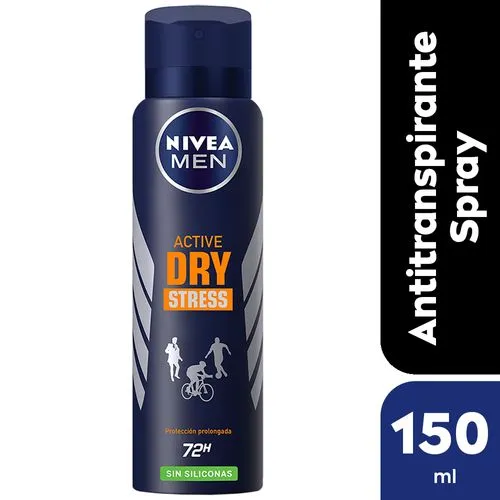 NIVEA
MEN
ACTIVE
DRY
STRESS
Protección prolongada
72H
SIN SILICONAS
Antitranspirante
Spray
150
ml